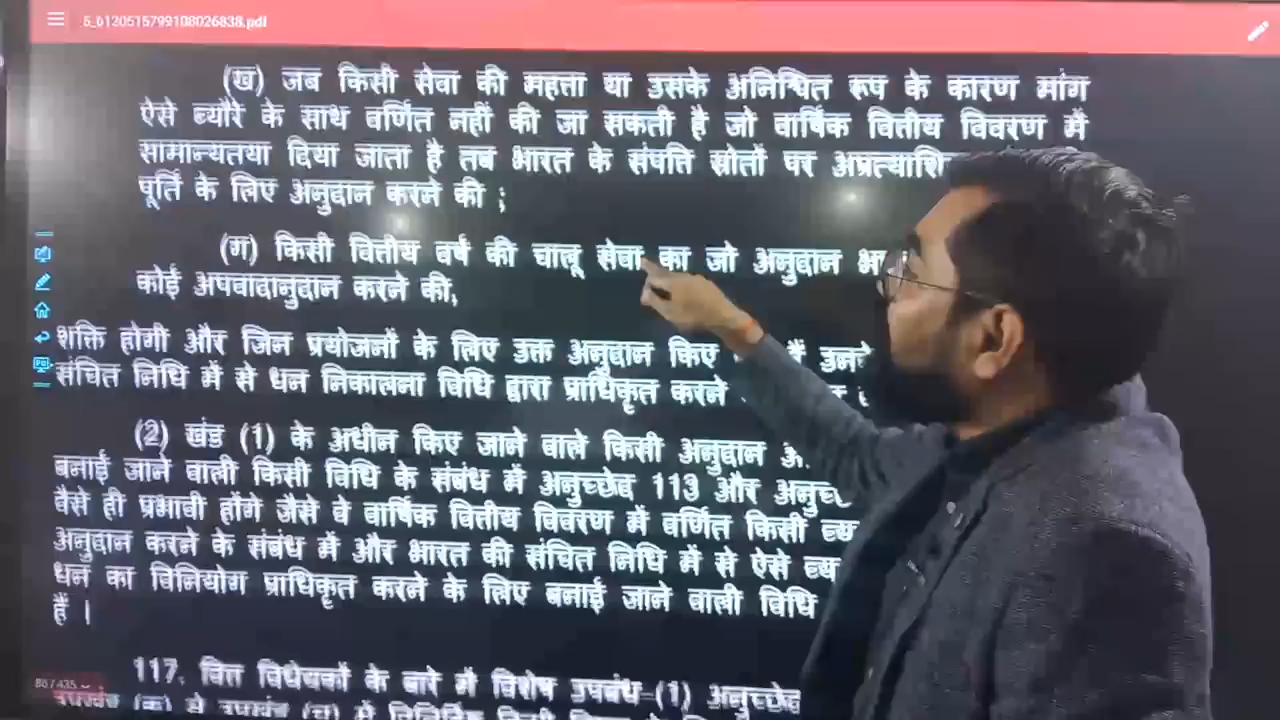 5_6120515799108026838.pdf
(ख) जब किसी सेवा की महत्ता या उसके अनिश्चित रूप के कारण मांग
ऐसे ब्यौरे के साथ वर्णित नहीं की जा सकती है जो वार्षिक वित्तीय विवरण में
सामान्यतया दिया जाता है तब भारत के संपत्ति स्रोतों पर
पूर्ति के लिए अनुदान करने की ;
(ग) किसी वित्तीय वर्ष की चालू सेवा का जो अनुदान
कोई अपवादानुदान करने की,
शक्ति होगी और जिन प्रयोजनों के लिए उक्त अनुदान किए
संचित निधि में से धन निकालना विधि द्वारा प्राधिकृत करने
(2) खंड (1) के अधीन किए जाने वाले किसी अनुदान
बनाई जाने वाली किसी विधि के संबंध में अनुच्छेद 113 और
वैसे ही प्रभावी होंगे जैसे वे वार्षिक वित्तीय विवरण में वर्णित किसी
अनुदान करने के संबंध में और भारत की संचित निधि में से ऐसे
धन का विनियोग प्राधिकृत करने के लिए बनाई जाने वाली विधि
हैं ।
117. वित्त विधेयकों के बारे में विशेष उपबंध-(1) अनुच्छेद